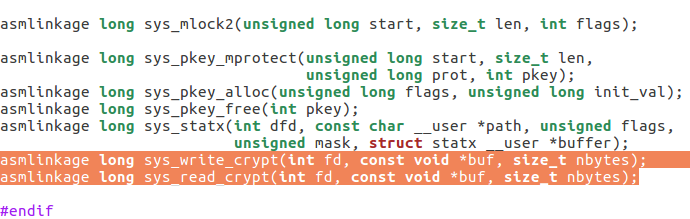 asmlinkage long sys_mlock2(unsigned long start, size_t len, int flags);
asmlinkage long sys_pkey_mprotect(unsigned long start, size_t len,
unsigned long prot, int pkey);
asmlinkage long sys_pkey_alloc(unsigned long flags, unsigned long init_val);
asmlinkage long sys_pkey_free(int pkey);
asmlinkage long sys_statx(int dfd, const char __user *path, unsigned flags,
unsigned mask, struct statx __user *buffer);
asmlinkage long sys_write_crypt(int fd, const void *buf, size_t nbytes);
asmlinkage long sys_read_crypt(int fd, const void *buf, size_t nbytes);
#endif